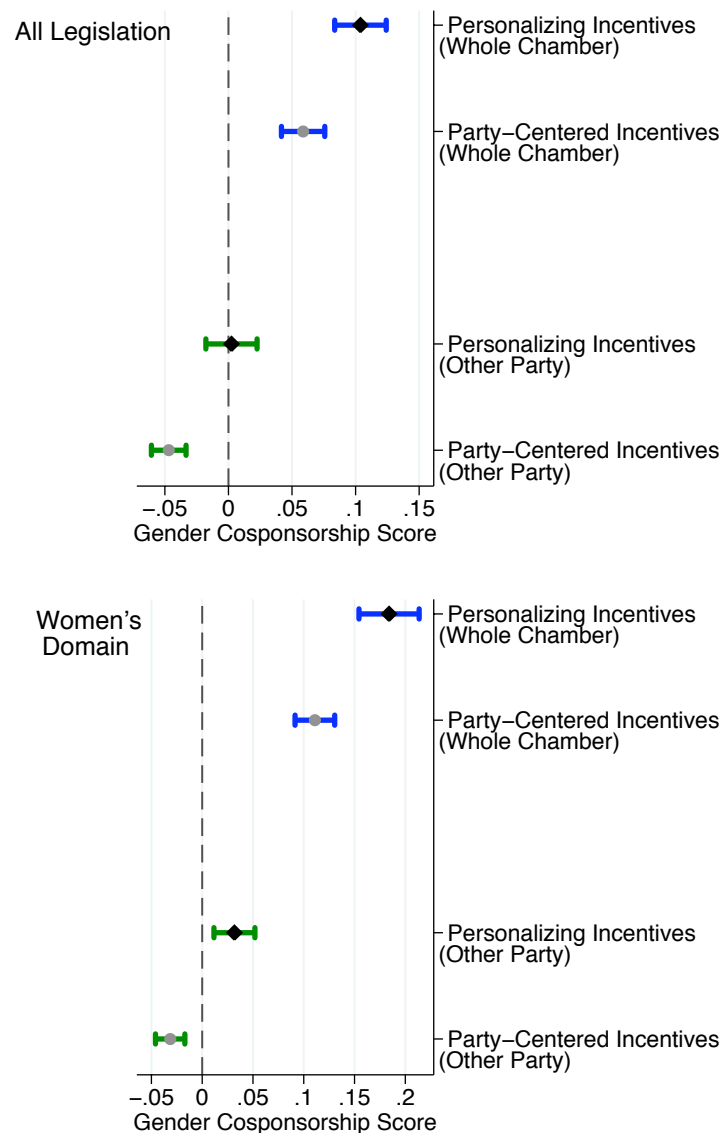 All Legislation
Personalizing Incentives
(Whole Chamber)
Party−Centered Incentives
(Whole Chamber)
Personalizing Incentives
(Other Party)
Party−Centered Incentives
(Other Party)
−.05 0 .05 .1 .15
Gender Cosponsorship Score
Women's
Domain
Personalizing Incentives
(Whole Chamber)
Party−Centered Incentives
(Whole Chamber)
Personalizing Incentives
(Other Party)
Party−Centered Incentives
(Other Party)
−.05 0 .05 .1 .15 .2
Gender Cosponsorship Score